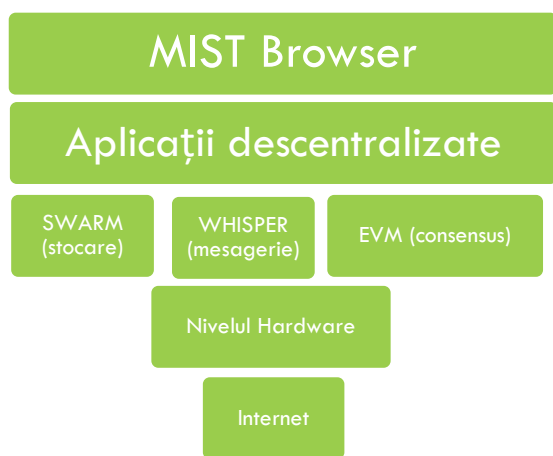 MIST Browser
Aplicații descentralizate
SWARM
(stocare)
WHISPER
(mesagerie)
EVM (consensus)
Nivelul Hardware
Internet